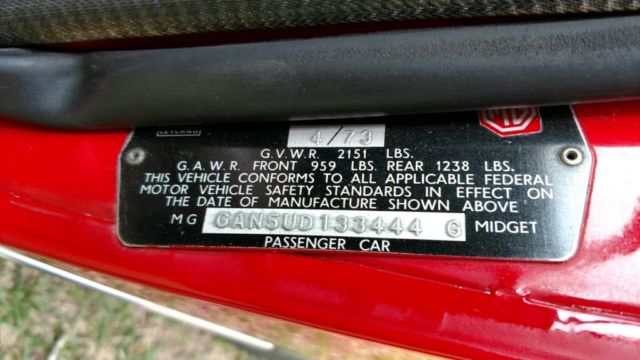 LEYLAND
4/73
MG
G.V.W.R. 2151 LBS.
G.A.W.R. FRONT 959 LBS. REAR 1238 LBS.
THIS VEHICLE CONFORMS TO ALL APPLICABLE FEDERAL
MOTOR VEHICLE SAFETY STANDARDS IN EFFECT ON
THE DATE OF MANUFACTURE SHOWN ABOVE
MG GAN5UD133444 G MIDGET
PASSENGER CAR